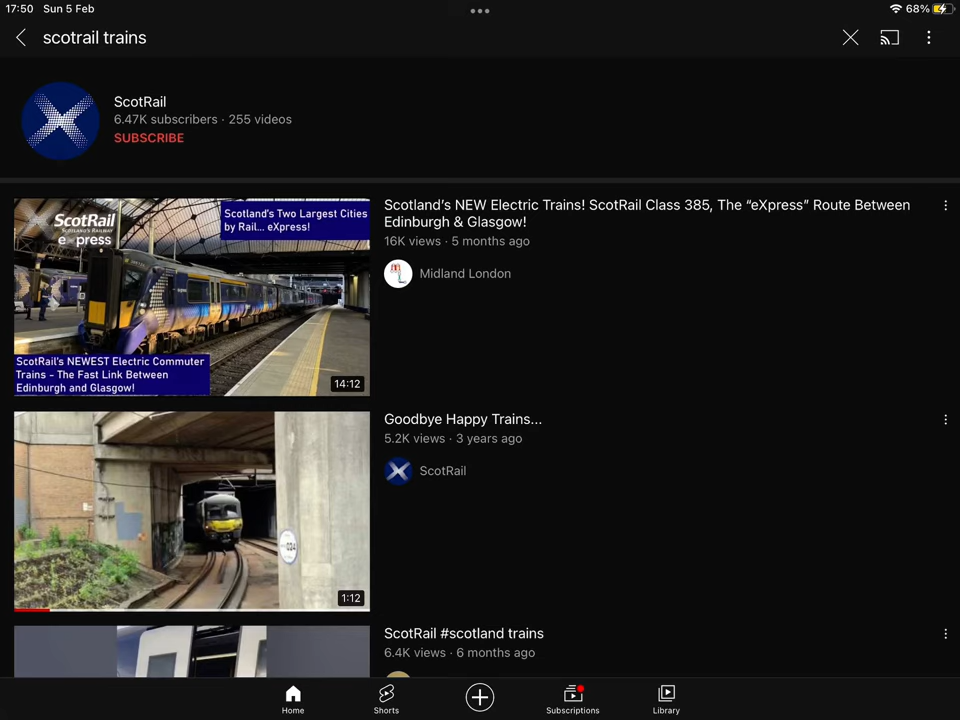 17:50 Sun 5 Feb
68%
scotrail trains
ScotRail
6.47K subscribers · 255 videos
SUBSCRIBE
ScotRail
SCOTLAND'S RAILWAY
e press
Scotland's Two Largest Cities
by Rail... eXpress!
ScotRail's NEWEST Electric Commuter
Trains - The Fast Link Between
Edinburgh and Glasgow!
14:12
Scotland's NEW Electric Trains! ScotRail Class 385, The “eXpress” Route Between
Edinburgh & Glasgow!
16K views · 5 months ago
Midland London
1:12
Goodbye Happy Trains...
5.2K views · 3 years ago
ScotRail
ScotRail #scotland trains
6.4K views · 6 months ago
Home
Shorts
Subscriptions
Library